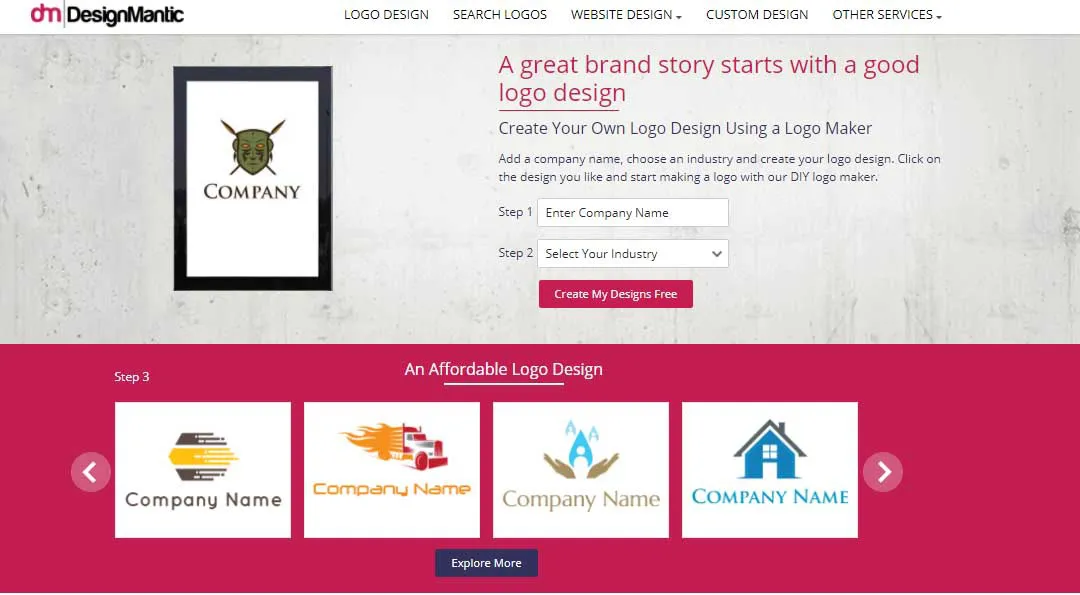 dm DesignMantic
LOGO DESIGN
SEARCH LOGOS
WEBSITE DESIGN
CUSTOM DESIGN
OTHER SERVICES
COMPANY
A great brand story starts with a good
logo design
Create Your Own Logo Design Using a Logo Maker
Add a company name, choose an industry and create your logo design. Click on
the design you like and start making a logo with our DIY logo maker.
Step 1 Enter Company Name
Step 2 Select Your Industry
Create My Designs Free
Step 3
An Affordable Logo Design
Company Name
Company Name
Company Name
COMPANY NAME
Explore More